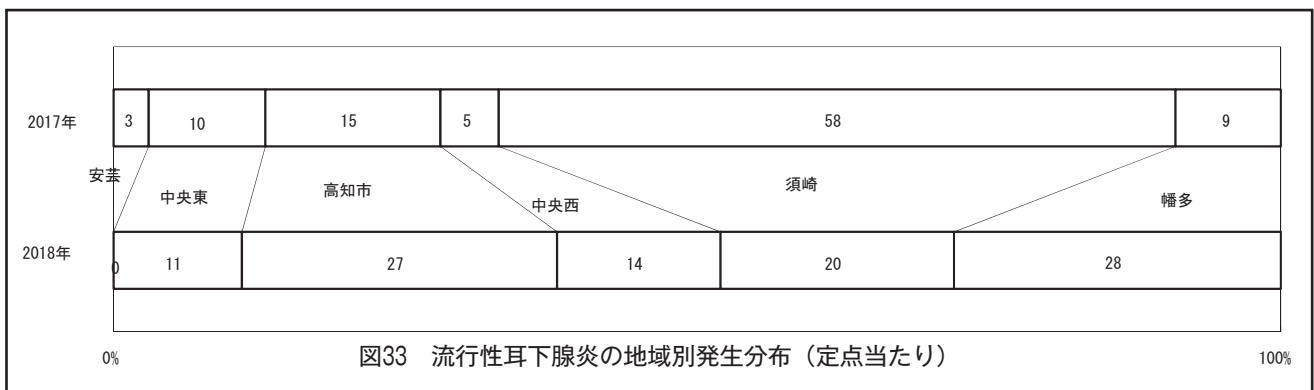 2017年 3 10 15 5 58 9
安芸 中央東 高知市 中央西 須崎 幡多
2018年 0 11 27 14 20 28
0% 100%
図33 流行性耳下腺炎の地域別発生分布（定点当たり）